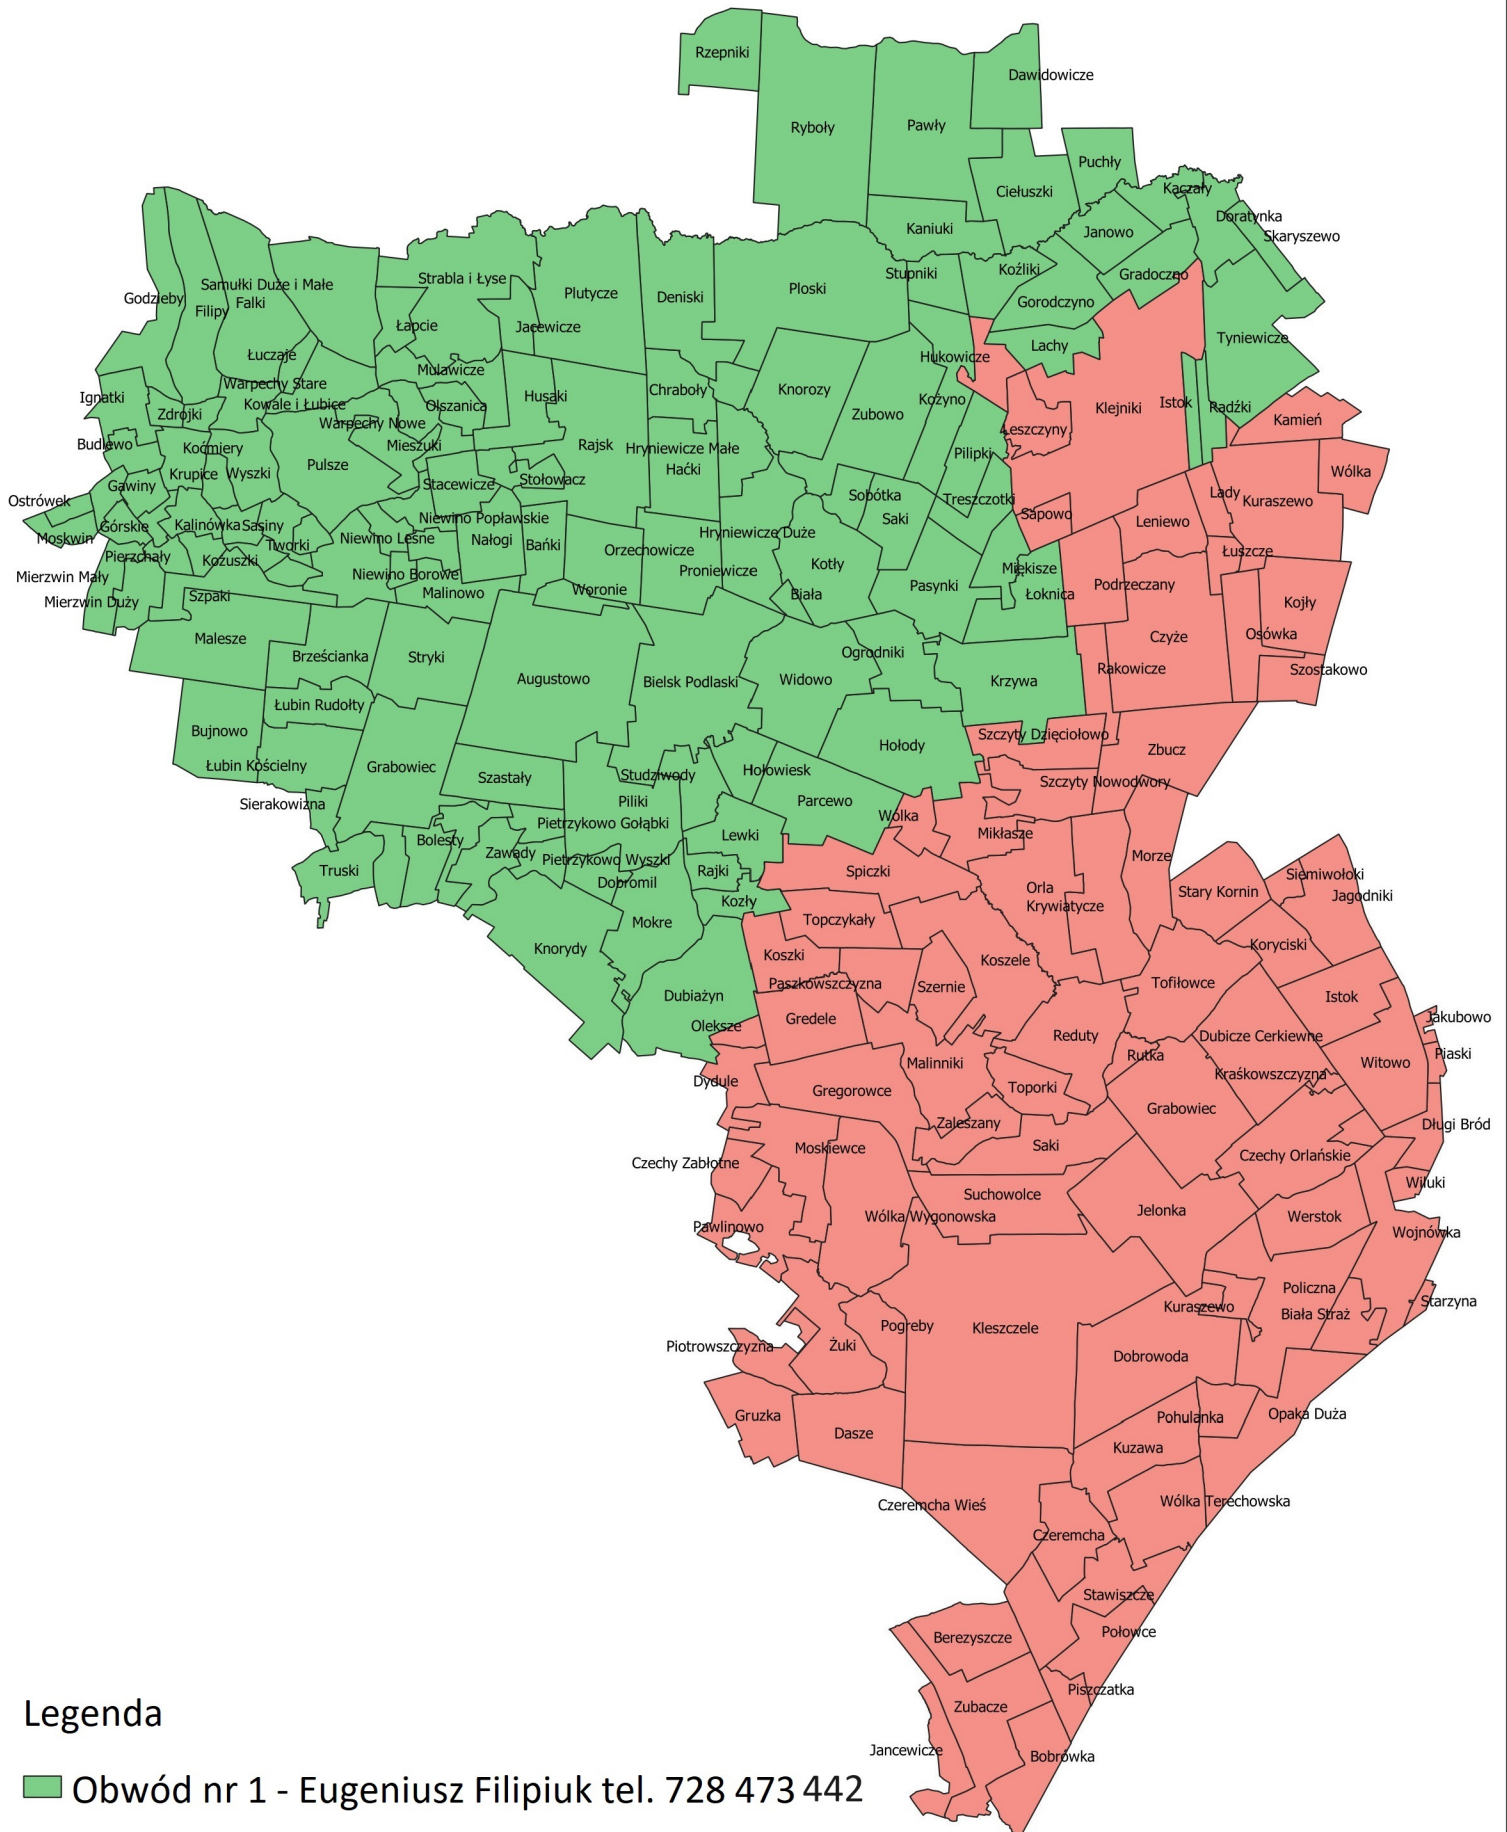 Rzepniki
Dawidowicze
Ryboły
Pawły
Puchły
Kaczały
Ciełuszki
Doratynka
Kaniuki
Janowo
Skaryszewo
Strabla i Łyse
Stupniki
Koźliki
Gradoczno
Samułki Duże i Małe
Godzieby
Falki
Filipy
Plutycze
Deniski
Ploski
Gorodczyno
Łapcie
Jacewicze
Tyniewicze
Lachy
Łuczaje
Hukowicze
Mulawicze
Warpechy Stare
Ignatki
Kowale i Łubice
Zdrojki
Olszanica
Husaki
Chraboły
Knorozy
Kożyno
Zubowo
Klejniki
Istok
Radźki
Kamień
Warpechy Nowe
Leszczyny
Budlewo
Koćmiery
Mieszuki
Rajsk
Hryniewicze Małe
Pilipki
Pulsze
Krupice
Wyszki
Haćki
Wólka
Gawiny
Stacewicze
Stołowacz
Sobótka
Treszczotki
Lady
Kuraszewo
Ostrówek
Saki
Sapowo
Leniewo
Górskie
Kalinówka
Sasiny
Niewino Popławskie
Moskwin
Niewino Leśne
Nałogi
Bańki
Hryniewicze Duże
Tworki
Orzechowicze
Łuszcze
Pierzchały
Kożuszki
Kotły
Miękisze
Mierzwin Mały
Niewino Borowe
Proniewicze
Podrzeczany
Pasynki
Malinowo
Woronie
Biała
Łoknica
Mierzwin Duży
Szpaki
Kojły
Malesze
Czyże
Osówka
Brześcianka
Stryki
Ogrodniki
Rakowicze
Szostakowo
Augustowo
Bielsk Podlaski
Widowo
Krzywa
Łubin Rudołty
Bujnowo
Szczyty Dzięciołowo
Hołody
Zbucz
Łubin Kościelny
Grabowiec
Szastały
Studziwody
Hołowiesk
Szczyty Nowodwory
Sierakowizna
Piliki
Parcewo
Wólka
Pietrzykowo Gołąbki
Bolesty
Lewki
Mikłasze
Zawady
Pietrzykowo Wyszki
Morze
Truski
Rajki
Spiczki
Dobromil
Siemiwołoki
Orla
Stary Kornin
Jagodniki
Kozły
Krywiatycze
Mokre
Topczykały
Knorydy
Koszki
Koszele
Koryciski
Paszkowszczyzna
Szernie
Tofiłowce
Dubiażyn
Istok
Gredele
Jakubowo
Oleksze
Reduty
Dubicze Cerkiewne
Rutka
Piaski
Malinniki
Witowo
Kraśkowszczyzna
Dydule
Gregorowce
Toporki
Grabowiec
Zaleszany
Długi Bród
Moskiewce
Saki
Czechy Orlańskie
Czechy Zabłotne
Wiluki
Suchowolce
Jelonka
Wólka Wygonowska
Werstok
Pawlinowo
Wojnówka
Policzna
Starzyna
Kuraszewo
Biała Straż
Pogreby
Kleszczele
Piotrowszczyzna
Żuki
Dobrowoda
Gruzka
Opaka Duża
Pohulanka
Dasze
Kuzawa
Czeremcha Wieś
Wólka Terechowska
Czeremcha
Stawiszcze
Połowce
Berezyszcze
Piszczatka
Zubacze
Jancewicze
Bobrówka
Legenda
Obwód nr 1 - Eugeniusz Filipiuk tel. 728 473 442